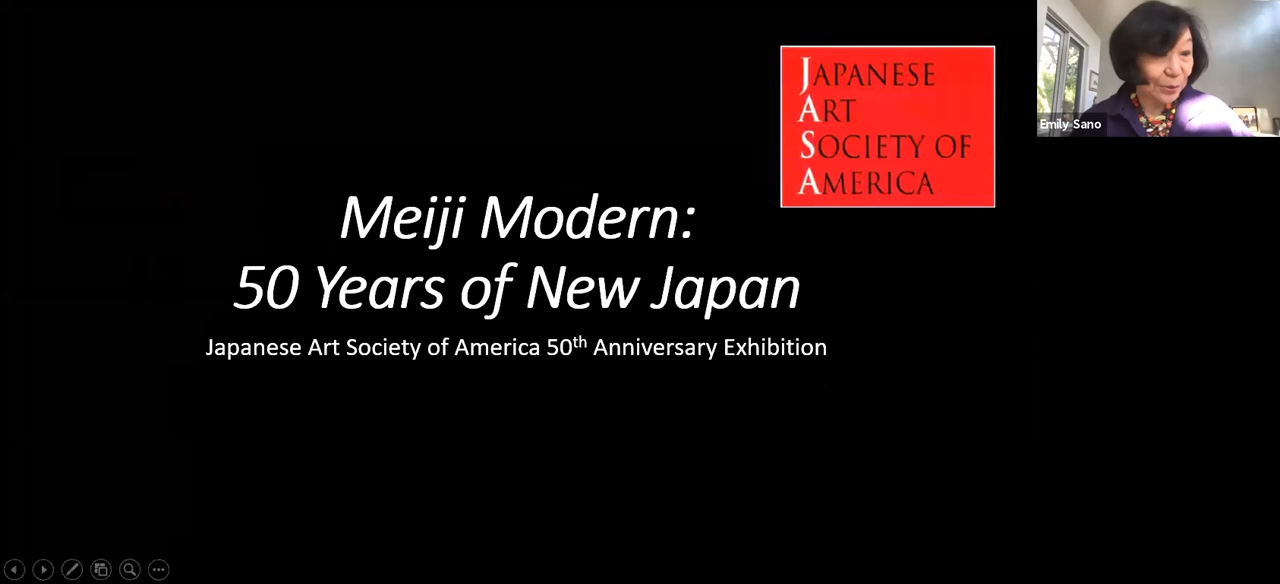 JAPANESE
ART
SOCIETY OF
AMERICA
Emily Sano
Meiji Modern:
50 Years of New Japan
Japanese Art Society of America 50th Anniversary Exhibition